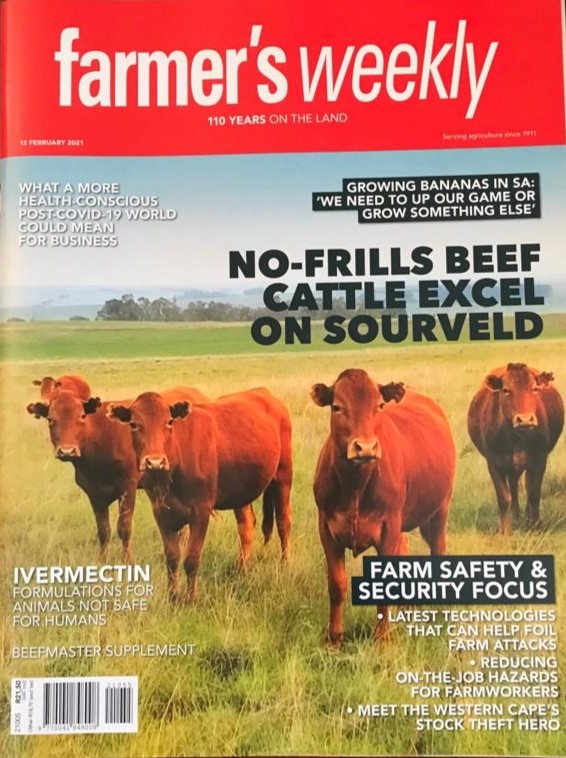 farmer's weekly
110 YEARS ON THE LAND
12 FEBRUARY 2021
Serving agriculture since 1911
WHAT A MORE
HEALTH-CONSCIOUS
POST-COVID-19 WORLD
COULD MEAN
FOR BUSINESS
GROWING BANANAS IN SA:
'WE NEED TO UP OUR GAME OR
GROW SOMETHING ELSE'
NO-FRILLS BEEF
CATTLE EXCEL
ON SOURVELD
IVERMECTIN
FORMULATIONS FOR
ANIMALS NOT SAFE
FOR HUMANS
BEEFMASTER SUPPLEMENT
FARM SAFETY &
SECURITY FOCUS
• LATEST TECHNOLOGIES
THAT CAN HELP FOIL
FARM ATTACKS
• REDUCING
ON-THE-JOB HAZARDS
FOR FARMWORKERS
• MEET THE WESTERN CAPE'S
STOCK THEFT HERO
21005
R21,50
21055